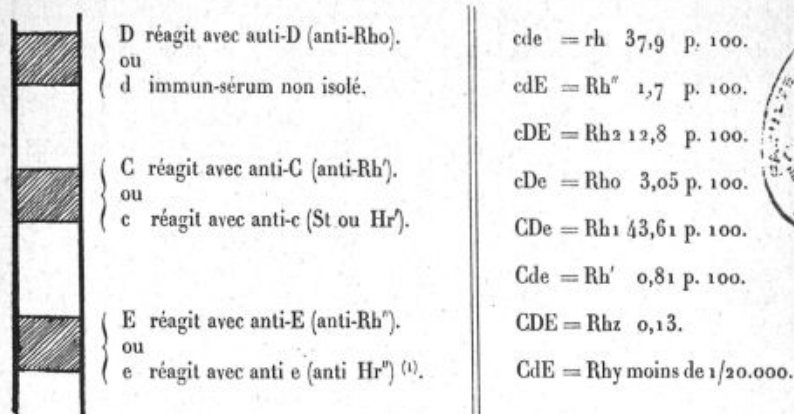 D réagit avec auti-D (anti-Rho).
ou
d immun-sérum non isolé.
C réagit avec anti-C (anti-Rh').
ou
c réagit avec anti-c (St ou Hr').
E réagit avec anti-E (anti-Rh").
ou
e réagit avec anti e (anti Hr") (1).
cde = rh 37,9 p. 100.
cdE = Rh" 1,7 p. 100.
cDE = Rh2 12,8 p. 100.
cDe = Rho 3,05 p. 100.
CDe = Rh1 43,61 p. 100.
Cde = Rh' 0,81 p. 100.
CDE = Rhz 0,13.
CdE = Rhy moins de 1/20.000.